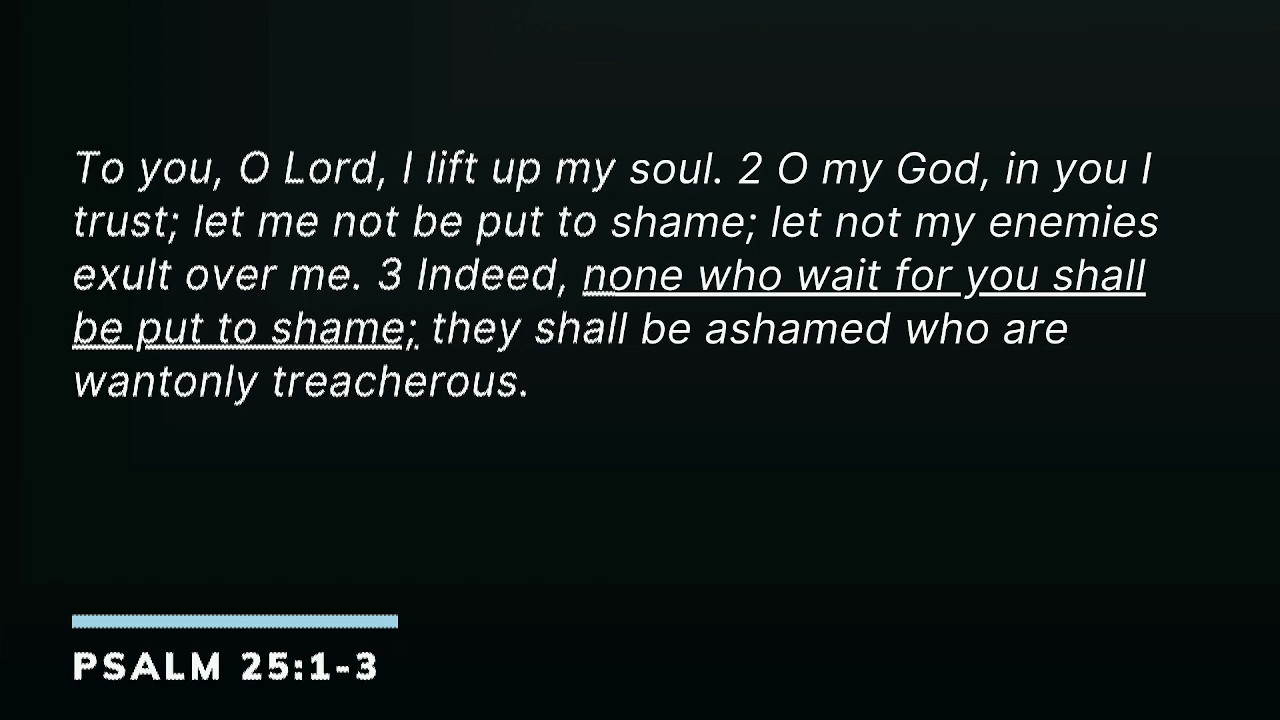 To you, O Lord, I lift up my soul. 2 O my God, in you I
trust; let me not be put to shame; let not my enemies
exult over me. 3 Indeed, none who wait for you shall
be put to shame; they shall be ashamed who are
wantonly treacherous.
PSALM 25:1-3